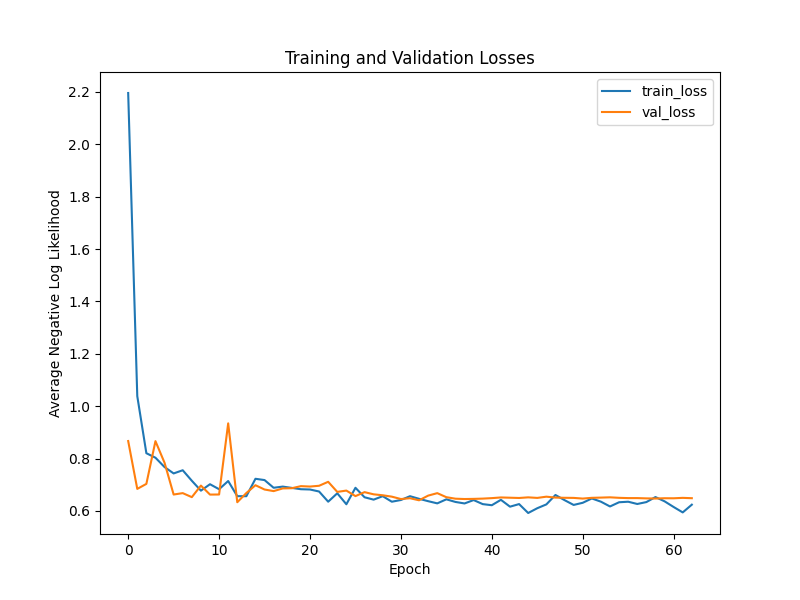 Training and Validation Losses
train_loss
val_loss
Average Negative Log Likelihood
2.2
2.0
1.8
1.6
1.4
1.2
1.0
0.8
0.6
0 10 20 30 40 50 60
Epoch